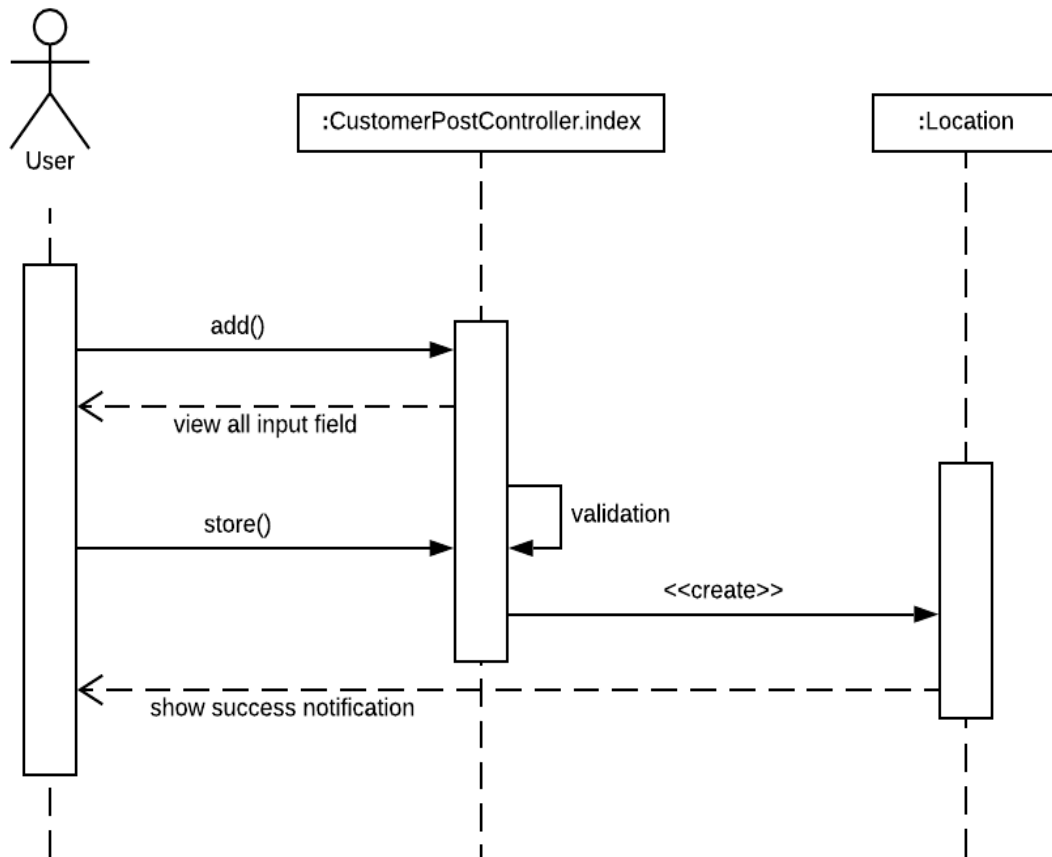 User
:CustomerPostController.index
:Location
add()
view all input field
store()
validation
<<create>>
show success notification